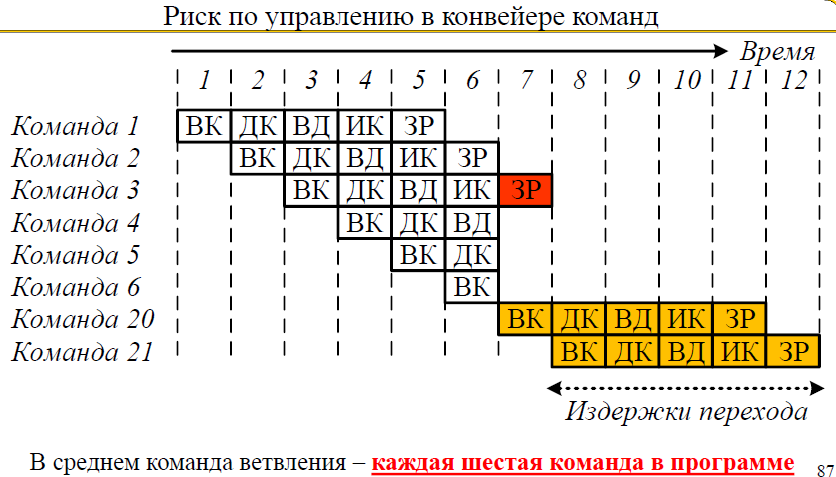 Риск по управлению в конвейере команд
Время
1 2 3 4 5 6 7 8 9 10 11 12
Команда 1 ВК ДК ВД ИК ЗР
Команда 2 ВК ДК ВД ИК ЗР
Команда 3 ВК ДК ВД ИК ЗР
Команда 4 ВК ДК ВД
Команда 5 ВК ДК
Команда 6 ВК
Команда 20 ВК ДК ВД ИК ЗР
Команда 21 ВК ДК ВД ИК ЗР
Издержки перехода
В среднем команда ветвления – каждая шестая команда в программе
87